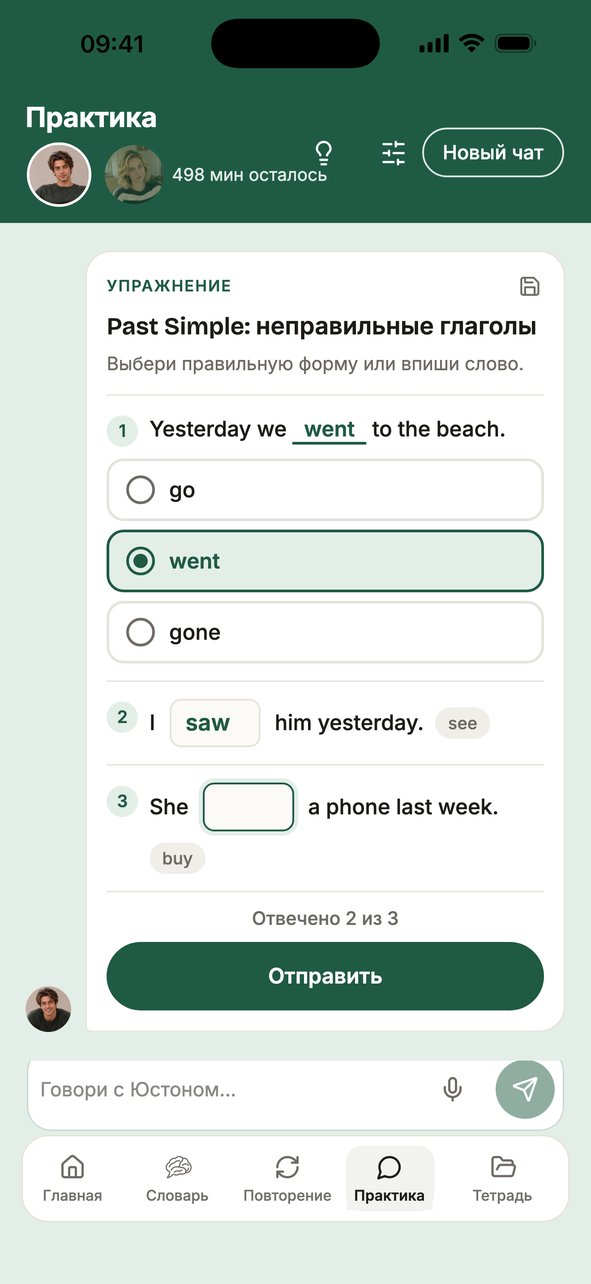 09:41
Практика
498 мин осталось
Новый чат
УПРАЖНЕНИЕ
Past Simple: неправильные глаголы
Выбери правильную форму или впиши слово.
1 Yesterday we went to the beach.
go
went
gone
2 I saw him yesterday. see
3 She a phone last week.
buy
Отвечено 2 из 3
Отправить
Говори с Юстоном...
Главная Словарь Повторение Практика Тетрадь